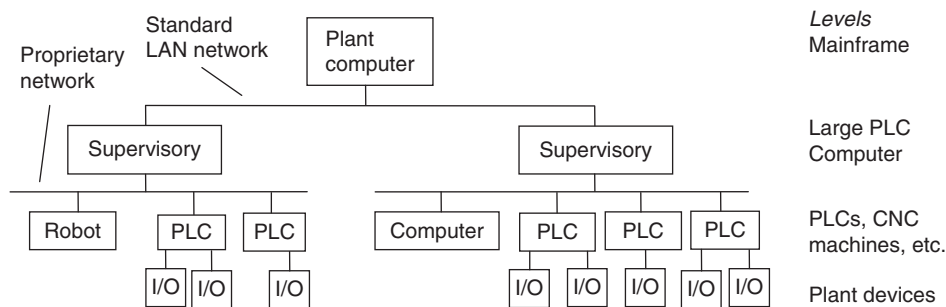 Standard
LAN network
Proprietary
network
Plant
computer
Levels
Mainframe
Supervisory
Supervisory
Large PLC
Computer
Robot
PLC
PLC
Computer
PLC
PLC
PLC
PLCs, CNC
machines, etc.
I/O
I/O
I/O
I/O
I/O
I/O
I/O
I/O
Plant devices